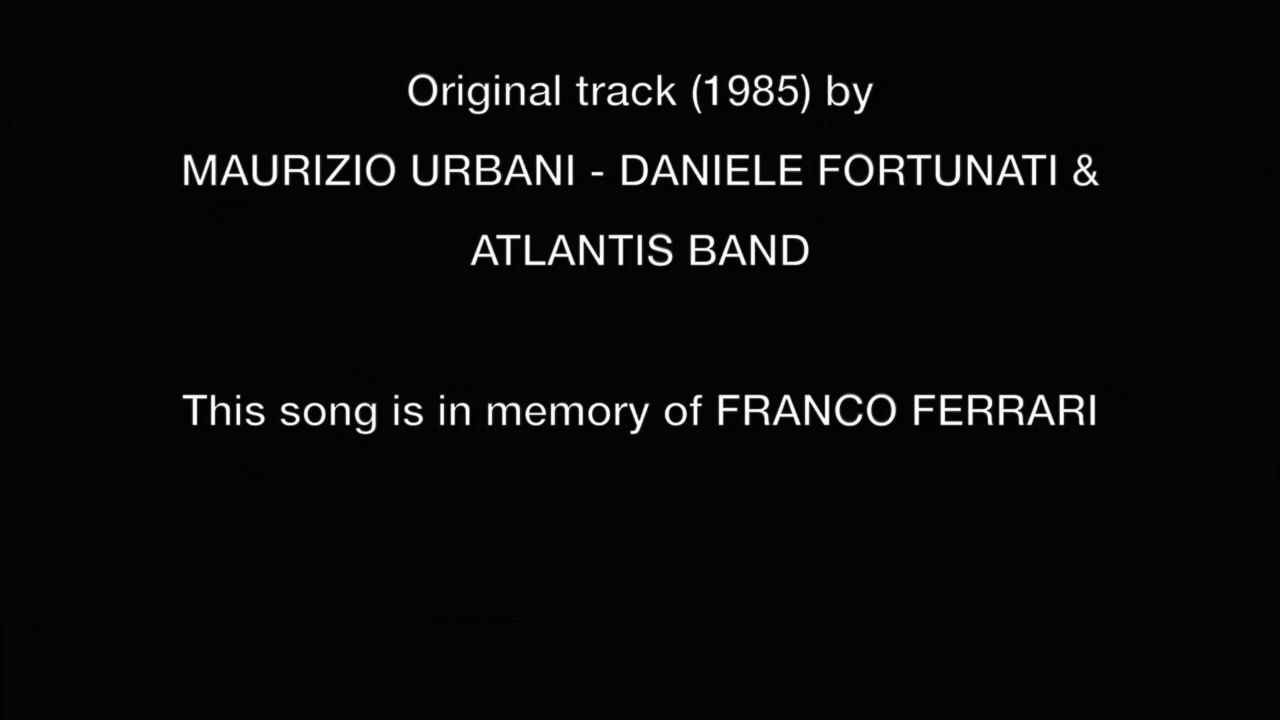 Original track (1985) by
MAURIZIO URBANI - DANIELE FORTUNATI &
ATLANTIS BAND
This song is in memory of FRANCO FERRARI